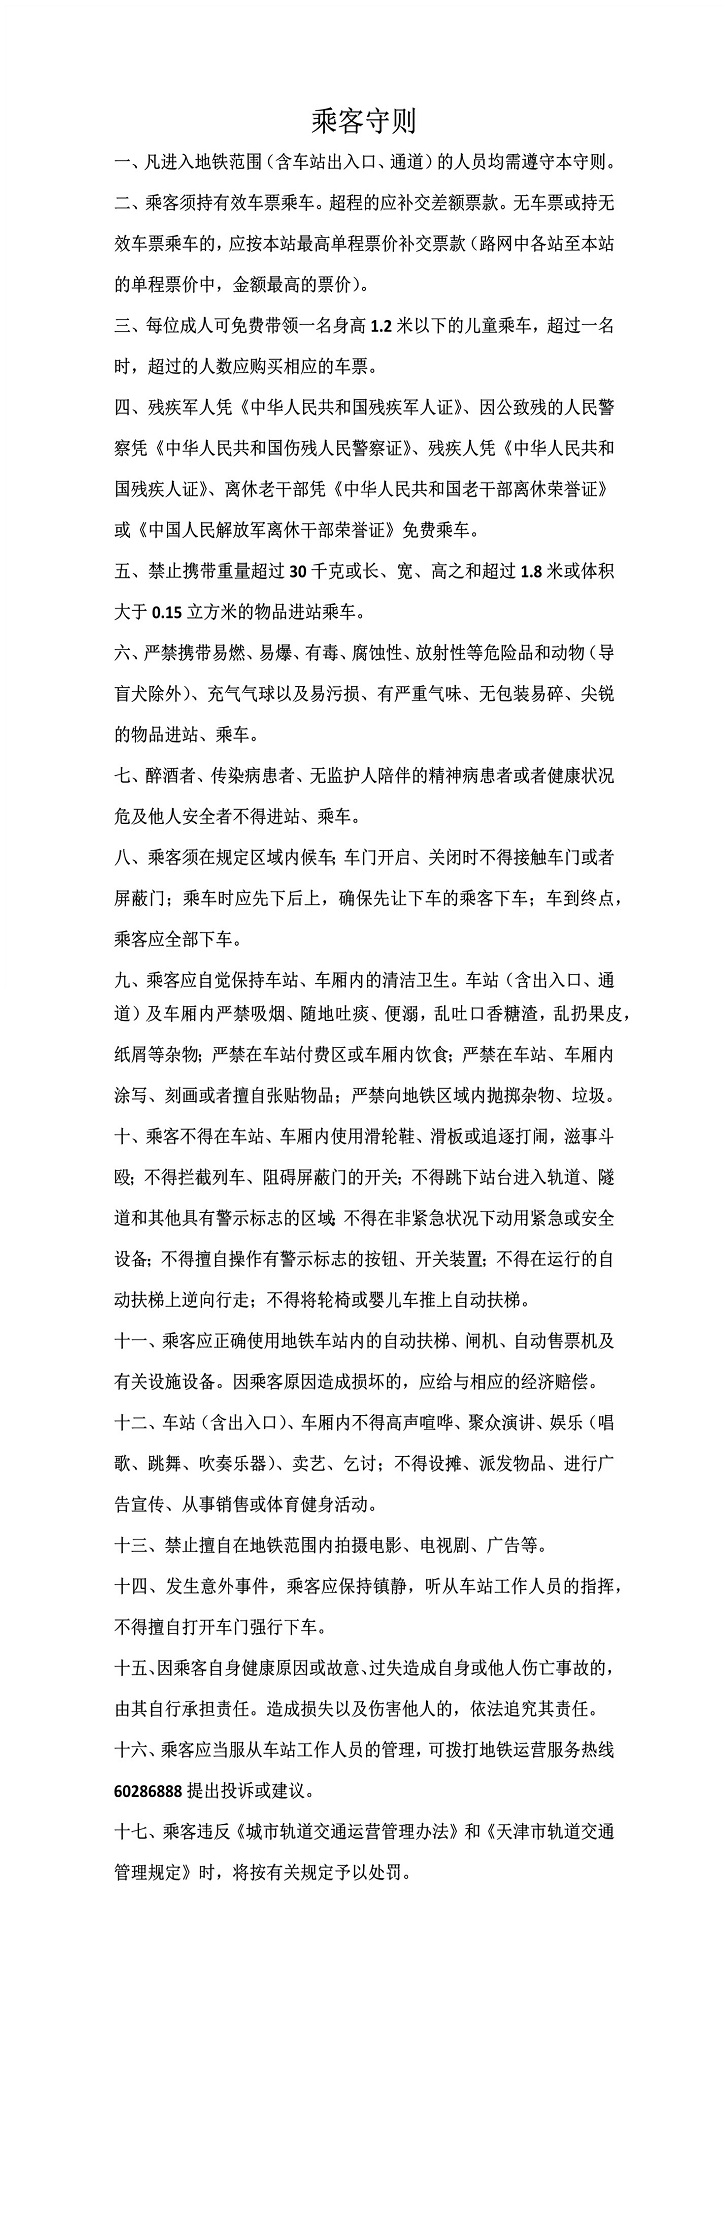 乘客守则
一、凡进入地铁范围（含车站出入口、通道）的人员均需遵守本守则。
二、乘客须持有效车票乘车。超程的应补交差额票款。无车票或持无
效车票乘车的，应按本站最高单程票价补交票款（路网中各站至本站
的单程票价中，金额最高的票价）。
三、每位成人可免费带领一名身高 1.2 米以下的儿童乘车，超过一名
时，超过的人数应购买相应的车票。
四、残疾军人凭《中华人民共和国残疾军人证》、因公致残的人民警
察凭《中华人民共和国伤残人民警察证》、残疾人凭《中华人民共和
国残疾人证》、离休老干部凭《中华人民共和国老干部离休荣誉证》
或《中国人民解放军离休干部荣誉证》免费乘车。
五、禁止携带重量超过 30 千克或长、宽、高之和超过 1.8 米或体积
大于 0.15 立方米的物品进站乘车。
六、严禁携带易燃、易爆、有毒、腐蚀性、放射性等危险品和动物（导
盲犬除外）、充气气球以及易污损、有严重气味、无包装易碎、尖锐
的物品进站、乘车。
七、醉酒者、传染病患者、无监护人陪伴的精神病患者或者健康状况
危及他人安全者不得进站、乘车。
八、乘客须在规定区域内候车；车门开启、关闭时不得接触车门或者
屏蔽门；乘车时应先下后上，确保先让下车的乘客下车；车到终点，
乘客应全部下车。
九、乘客应自觉保持车站、车厢内的清洁卫生。车站（含出入口、通
道）及车厢内严禁吸烟、随地吐痰、便溺，乱吐口香糖渣，乱扔果皮，
纸屑等杂物；严禁在车站付费区或车厢内饮食；严禁在车站、车厢内
涂写、刻画或者擅自张贴物品；严禁向地铁区域内抛掷杂物、垃圾。
十、乘客不得在车站、车厢内使用滑轮鞋、滑板或追逐打闹，滋事斗
殴；不得拦截列车、阻碍屏蔽门的开关；不得跳下站台进入轨道、隧
道和其他具有警示标志的区域；不得在非紧急状况下动用紧急或安全
设备；不得擅自操作有警示标志的按钮、开关装置；不得在运行的自
动扶梯上逆向行走；不得将轮椅或婴儿车推上自动扶梯。
十一、乘客应正确使用地铁车站内的自动扶梯、闸机、自动售票机及
有关设施设备。因乘客原因造成损坏的，应给与相应的经济赔偿。
十二、车站（含出入口）、车厢内不得高声喧哗、聚众演讲、娱乐（唱
歌、跳舞、吹奏乐器）、卖艺、乞讨；不得设摊、派发物品、进行广
告宣传、从事销售或体育健身活动。
十三、禁止擅自在地铁范围内拍摄电影、电视剧、广告等。
十四、发生意外事件，乘客应保持镇静，听从车站工作人员的指挥，
不得擅自打开车门强行下车。
十五、因乘客自身健康原因或故意、过失造成自身或他人伤亡事故的，
由其自行承担责任。造成损失以及伤害他人的，依法追究其责任。
十六、乘客应当服从车站工作人员的管理，可拨打地铁运营服务热线
60286888 提出投诉或建议。
十七、乘客违反《城市轨道交通运营管理办法》和《天津市轨道交通
管理规定》时，将按有关规定予以处罚。